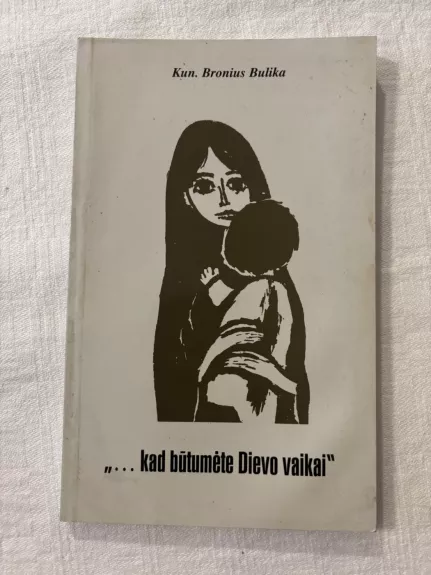 Kun. Bronius Bulika
„... kad būtumėte Dievo vaikai“